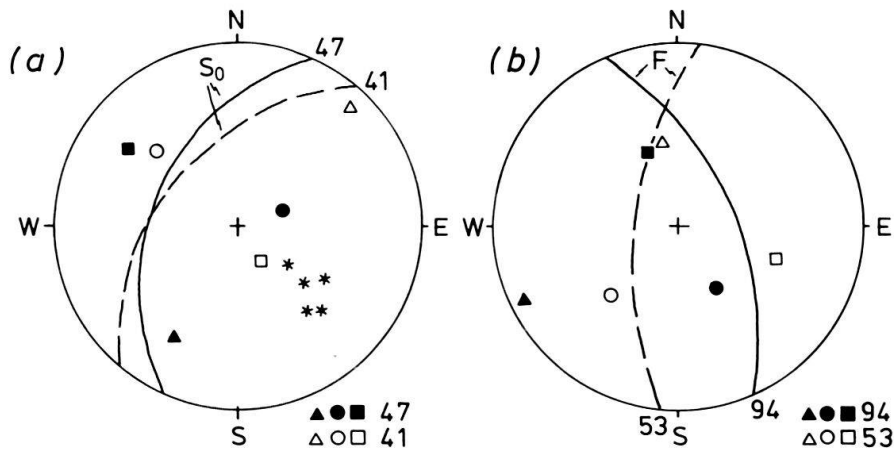 (a)
N
47
S₀
41
W
E
S
▲●■ 47
△○□ 41
(b)
N
F
W
E
53
S
94
▲●■ 94
△○□ 53